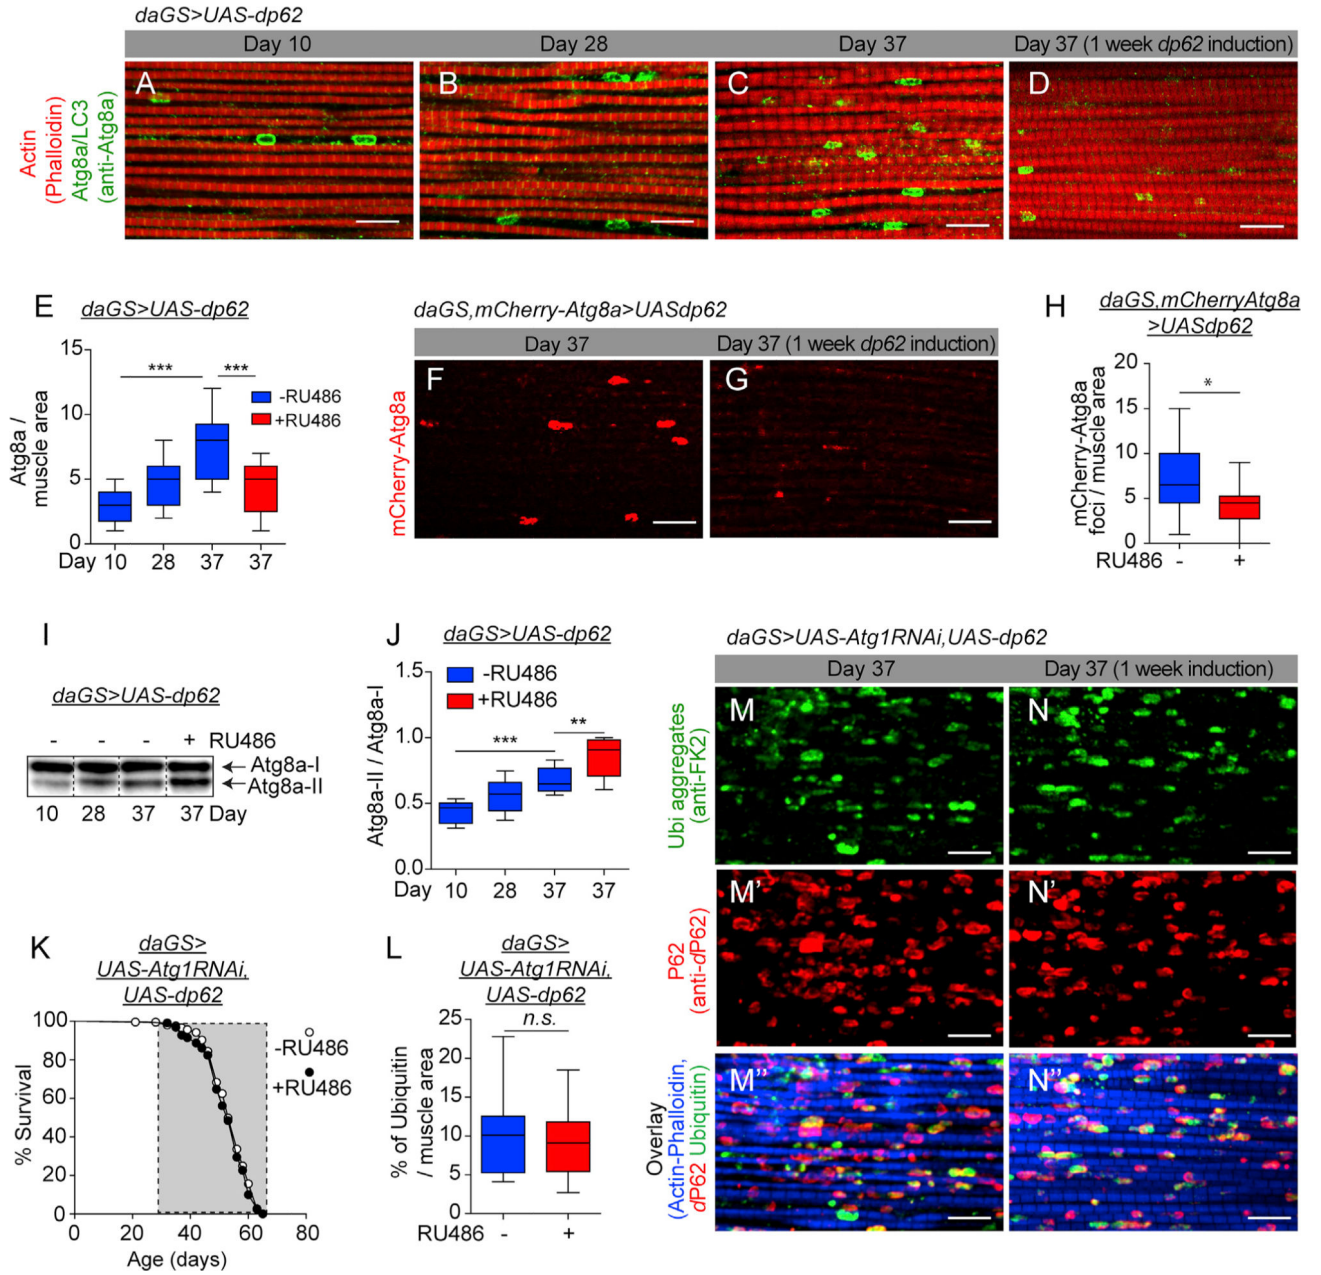 daGS>UAS-dp62
Day 10
Day 28
Day 37
Day 37 (1 week dp62 induction)
Actin
(Phalloidin)
Atg8a/LC3
(anti-Atg8a)
A
B
C
D
E
daGS>UAS-dp62
Atg8a /
muscle area
15
10
5
0
***
***
-RU486
+RU486
Day 10 28 37 37
daGS,mCherry-Atg8a>UASdp62
Day 37
Day 37 (1 week dp62 induction)
mCherry-Atg8a
F
G
H
daGS,mCherryAtg8a
>UASdp62
mCherry-Atg8a
foci / muscle area
20
15
10
5
0
*
RU486 - +
I
daGS>UAS-dp62
- - - + RU486
Atg8a-I
Atg8a-II
10 28 37 37 Day
J
daGS>UAS-dp62
Atg8a-II / Atg8a-I
1.5
1.0
0.5
0.0
-RU486
+RU486
***
**
Day 10 28 37 37
K
daGS>
UAS-Atg1RNAi,
UAS-dp62
% Survival
100
80
60
40
20
0
0 20 40 60 80
Age (days)
-RU486
+RU486
L
daGS>
UAS-Atg1RNAi,
UAS-dp62
% of Ubiquitin
/ muscle area
25
20
15
10
5
0
n.s.
RU486 - +
daGS>UAS-Atg1RNAi,UAS-dp62
Day 37
Day 37 (1 week induction)
Ubi aggregates
(anti-FK2)
M
N
P62
(anti-dP62)
M'
N'
Overlay
(Actin-Phalloidin,
dP62 Ubiquitin)
M"
N"